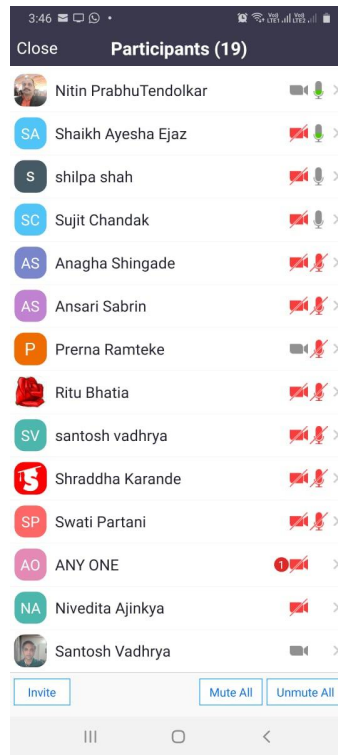 3:46
Close Participants (19)
Nitin PrabhuTendolkar
SA Shaikh Ayesha Ejaz
S shilpa shah
SC Sujit Chandak
AS Anagha Shingade
AS Ansari Sabrin
P Prerna Ramteke
Ritu Bhatia
SV santosh vadhrya
Shraddha Karande
SP Swati Partani
AO ANY ONE 1
NA Nivedita Ajinkya
Santosh Vadhrya
Invite Mute All Unmute All